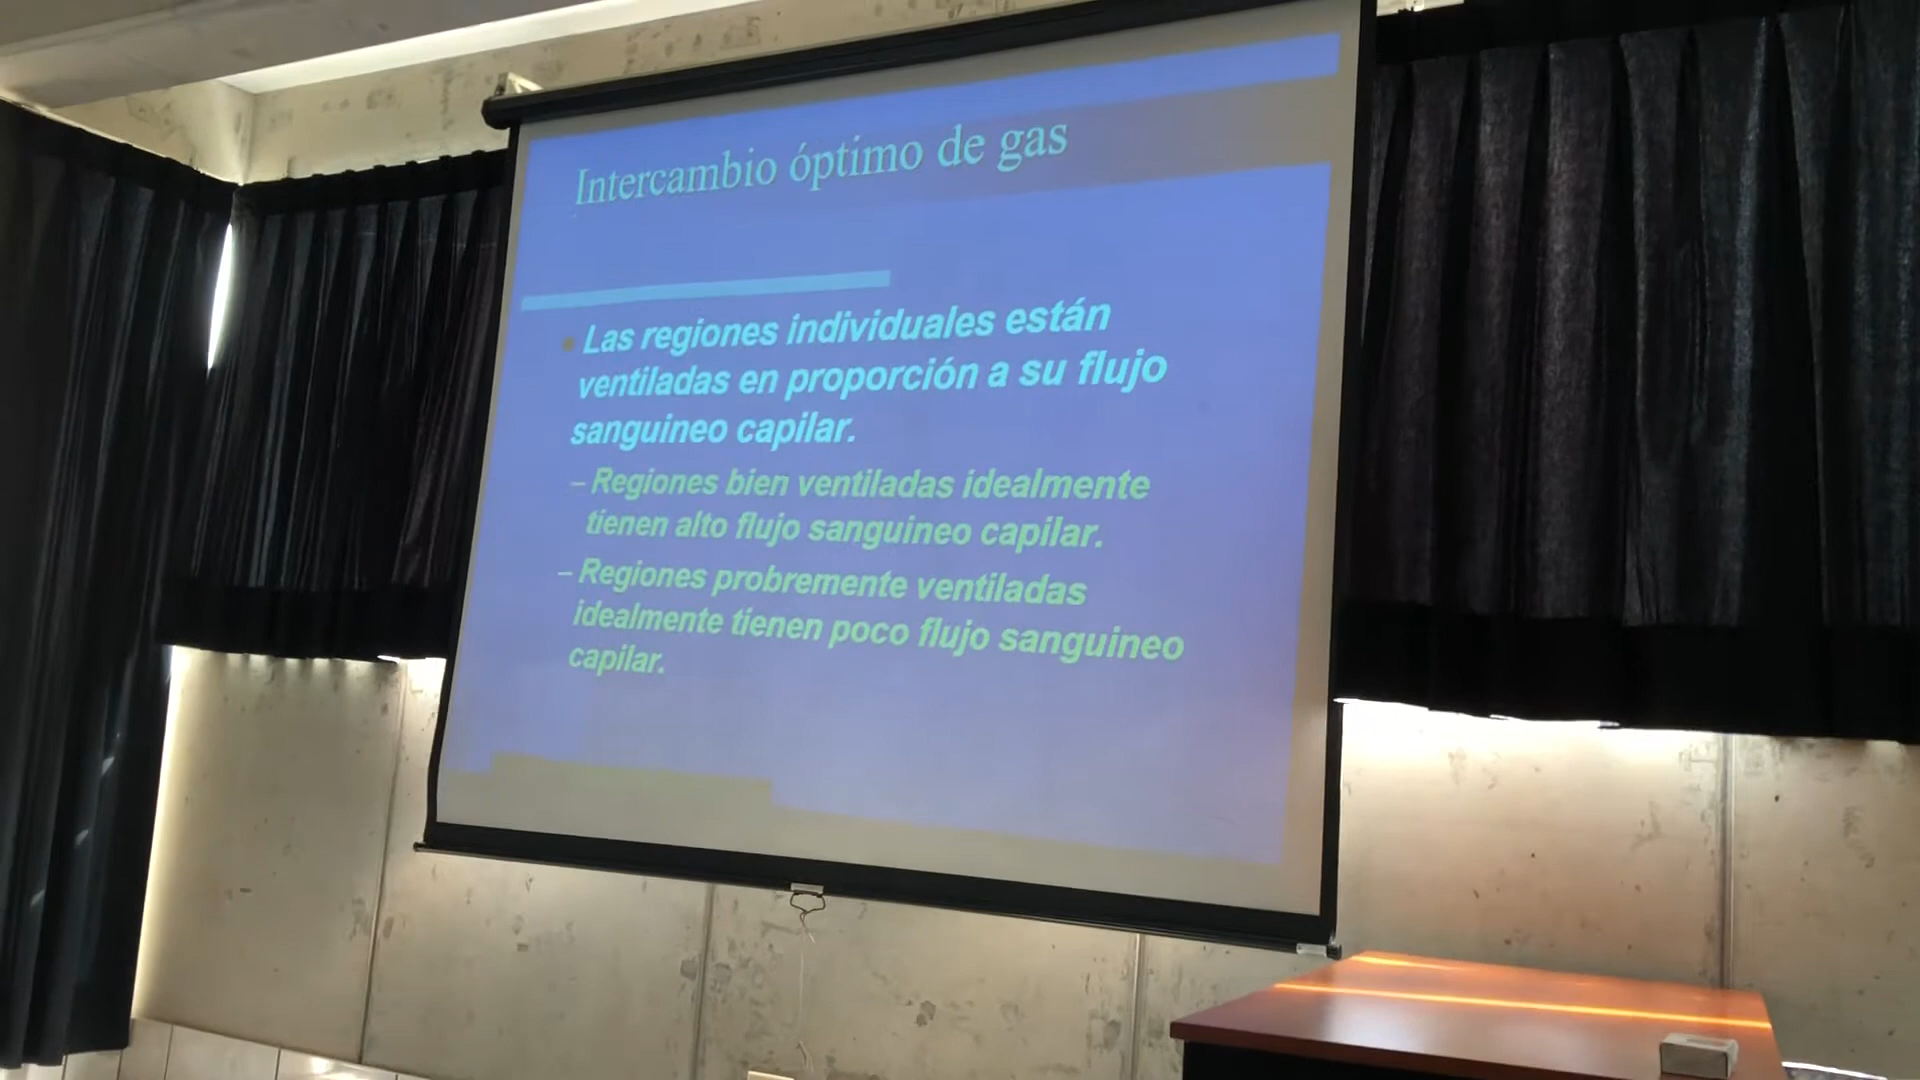 Intercambio óptimo de gas
• Las regiones individuales están
ventiladas en proporción a su flujo
sanguineo capilar.
– Regiones bien ventiladas idealmente
tienen alto flujo sanguineo capilar.
– Regiones probremente ventiladas
idealmente tienen poco flujo sanguineo
capilar.